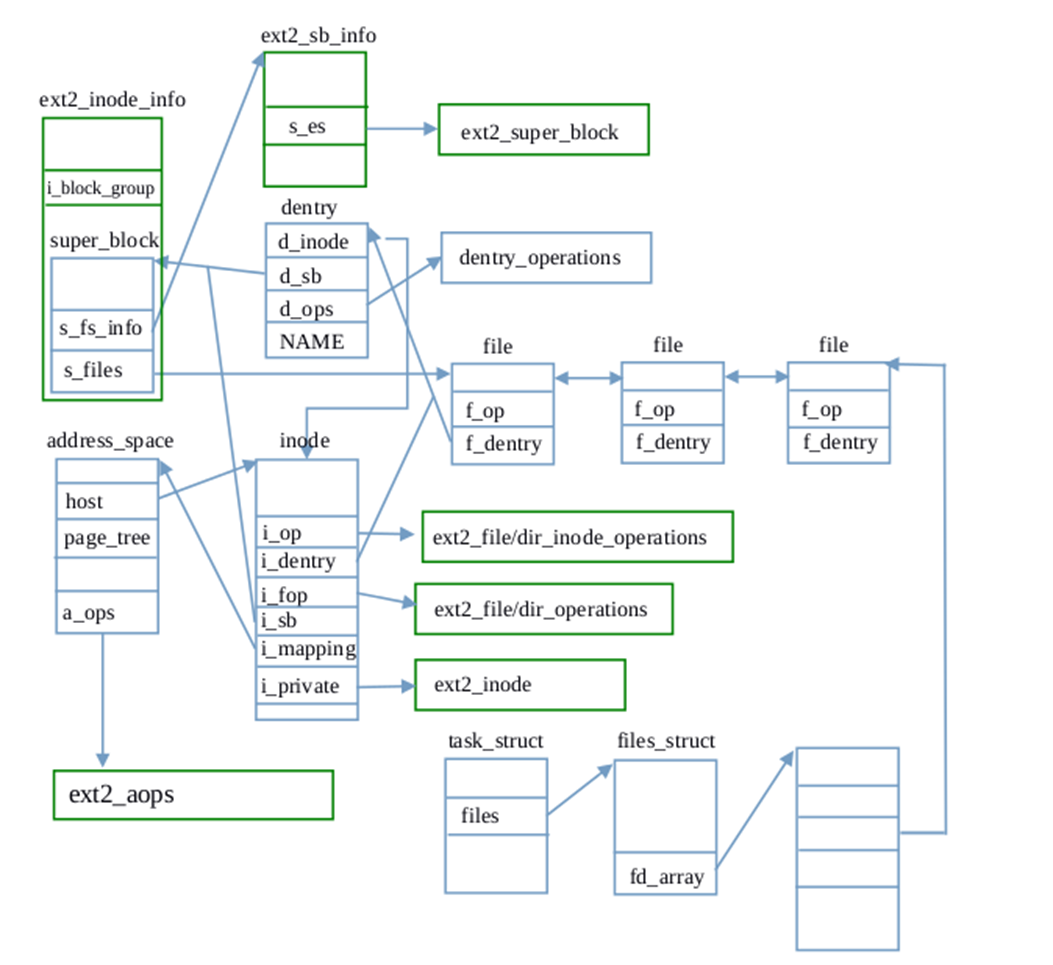 ext2_sb_info
ext2_inode_info
s_es
ext2_super_block
i_block_group
dentry
super_block
d_inode
dentry_operations
d_sb
d_ops
s_fs_info
NAME
s_files
file
file
file
f_op
f_op
f_op
f_dentry
f_dentry
f_dentry
address_space
inode
host
page_tree
i_op
ext2_file/dir_inode_operations
i_dentry
i_fop
ext2_file/dir_operations
a_ops
i_sb
i_mapping
i_private
ext2_inode
task_struct
files_struct
ext2_aops
files
fd_array